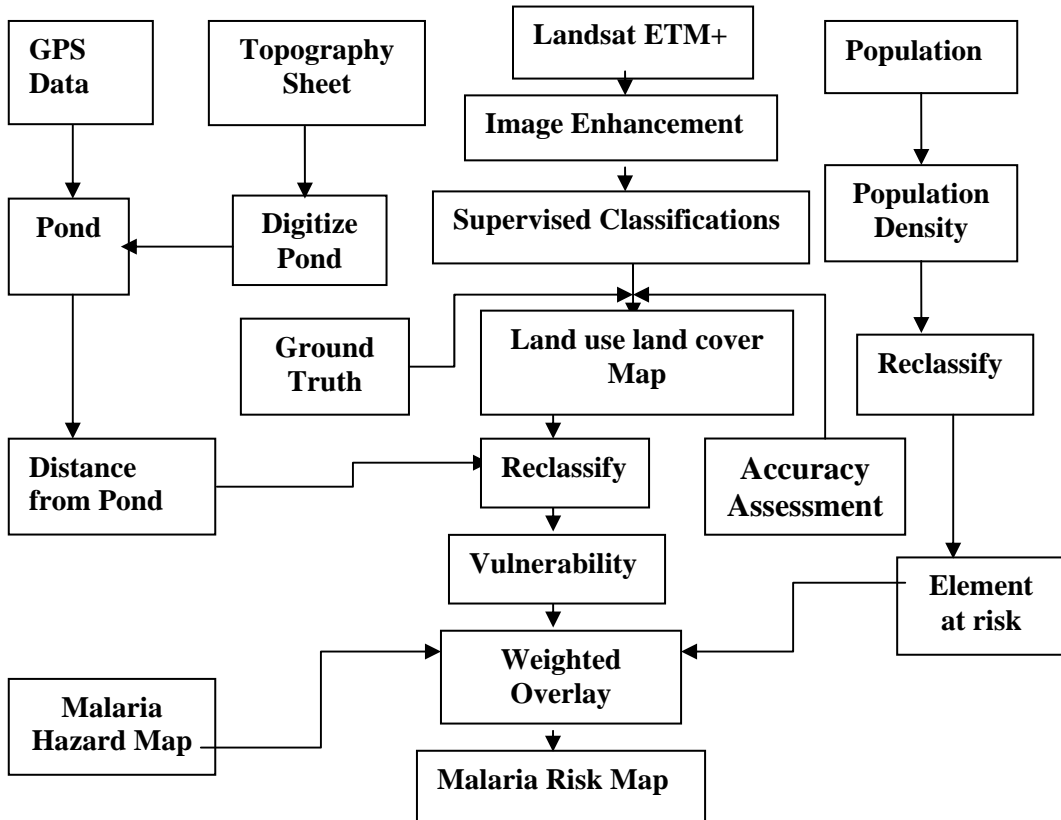 GPS
Data
Topography
Sheet
Landsat ETM+
Population
Image Enhancement
Pond
Digitize
Pond
Supervised Classifications
Population
Density
Ground
Truth
Land use land cover
Map
Reclassify
Distance
from Pond
Reclassify
Accuracy
Assessment
Vulnerability
Element
at risk
Weighted
Overlay
Malaria
Hazard Map
Malaria Risk Map